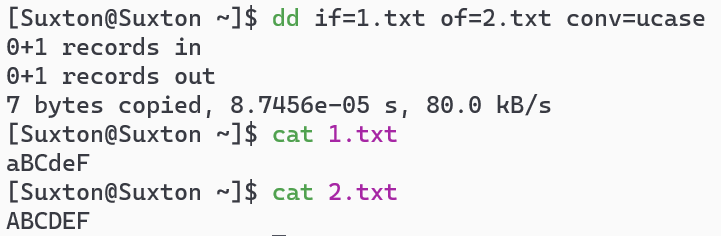 [Suxton@Suxton ~]$ dd if=1.txt of=2.txt conv=ucase
0+1 records in
0+1 records out
7 bytes copied, 8.7456e-05 s, 80.0 kB/s
[Suxton@Suxton ~]$ cat 1.txt
aBCdeF
[Suxton@Suxton ~]$ cat 2.txt
ABCDEF